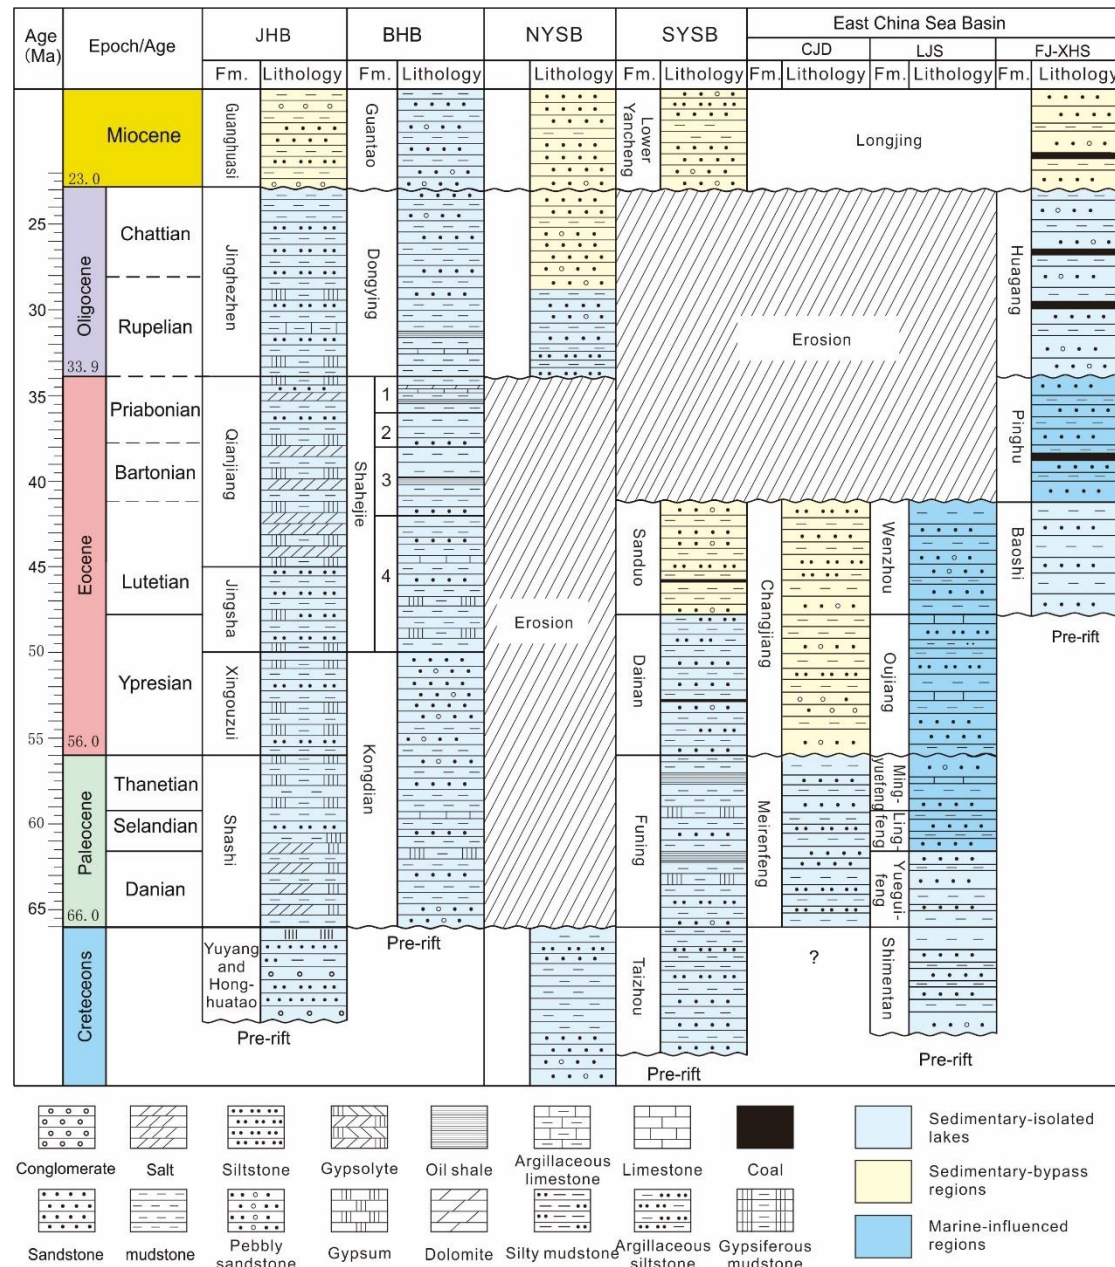 Age
(Ma)
Epoch/Age
JHB
BHB
NYSB
SYSB
East China Sea Basin
CJD
LJS
FJ-XHS
Fm.
Lithology
Fm.
Lithology
Lithology
Fm.
Lithology
Fm.
Lithology
Fm.
Lithology
Fm.
Lithology
Miocene
23.0
Guanghuasi
Guantao
Lower
Yancheng
Longjing
25
30
35
40
45
50
55
60
65
Oligocene
33.9
Chattian
Rupelian
Jinghezhen
Dongying
Erosion
Huagang
Eocene
56.0
Priabonian
Bartonian
Lutetian
Ypresian
Qianjiang
Jingsha
Xingouzui
Shahejie
1
2
3
4
Erosion
Sanduo
Dainan
Changjiang
Wenzhou
Oujiang
Pinghu
Baoshi
Pre-rift
Paleocene
66.0
Thanetian
Selandian
Danian
Shashi
Kongdian
Funing
Meirenfeng
Ming-
yuefeng
Ling-
feng
Yuegui-
feng
Creteceons
Yuyang
and
Hong-
huatao
Pre-rift
Pre-rift
Taizhou
Pre-rift
?
Shimentan
Pre-rift
Conglomerate
Salt
Siltstone
Gypsolyte
Oil shale
Argillaceous
limestone
Limestone
Coal
Sandstone
mudstone
Pebbly
sandstone
Gypsum
Dolomite
Silty mudstone
Argillaceous
siltstone
Gypsiferous
mudstone
Sedimentary-isolated
lakes
Sedimentary-bypass
regions
Marine-influenced
regions